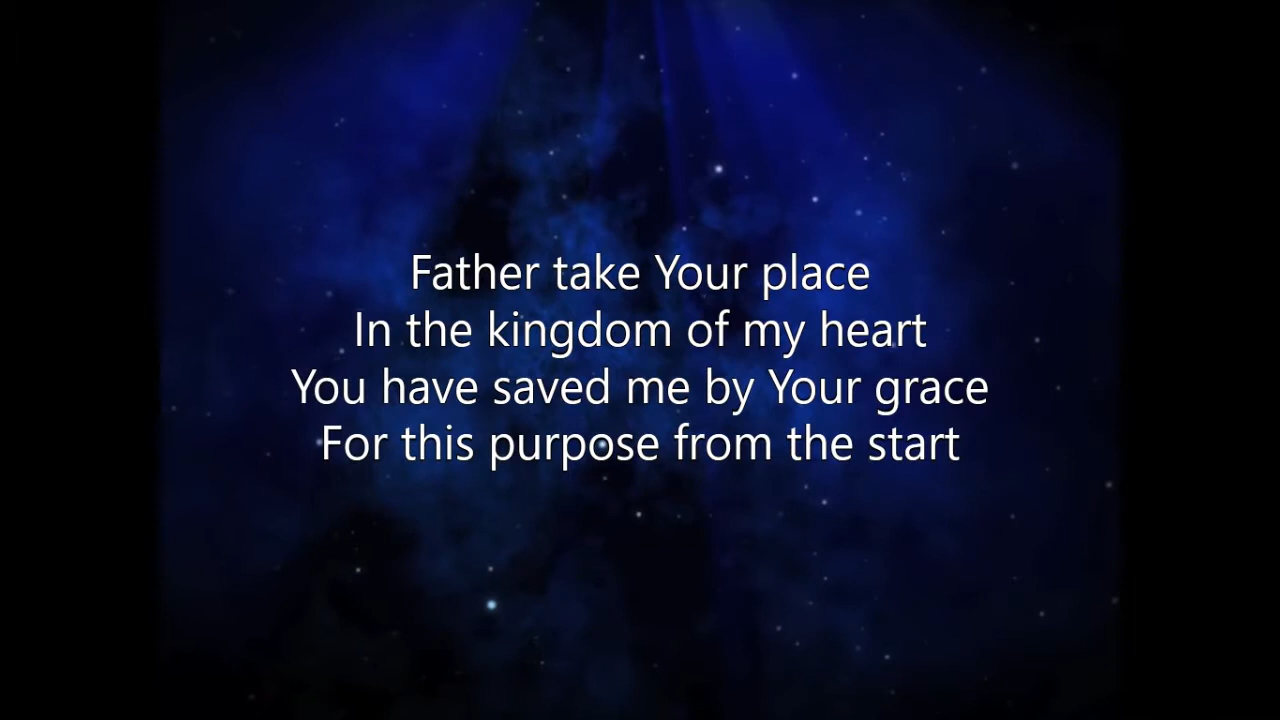 Father take Your place
In the kingdom of my heart
You have saved me by Your grace
For this purpose from the start